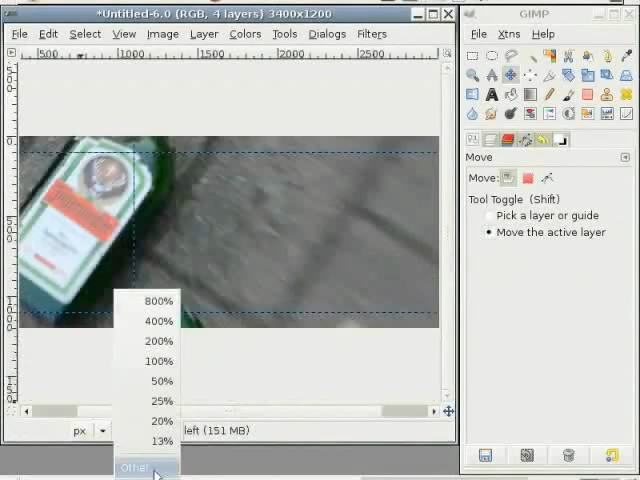 *Untitled-6.0 (RGB, 4 layers) 3400x1200
GIMP
File Edit Select View Image Layer Colors Tools Dialogs Filters
File Xtns Help
500 1000 1500 2000 2500
Move
Move:
Tool Toggle (Shift)
Pick a layer or guide
Move the active layer
800%
400%
200%
100%
50%
25%
20%
13%
Other
px
left (151 MB)